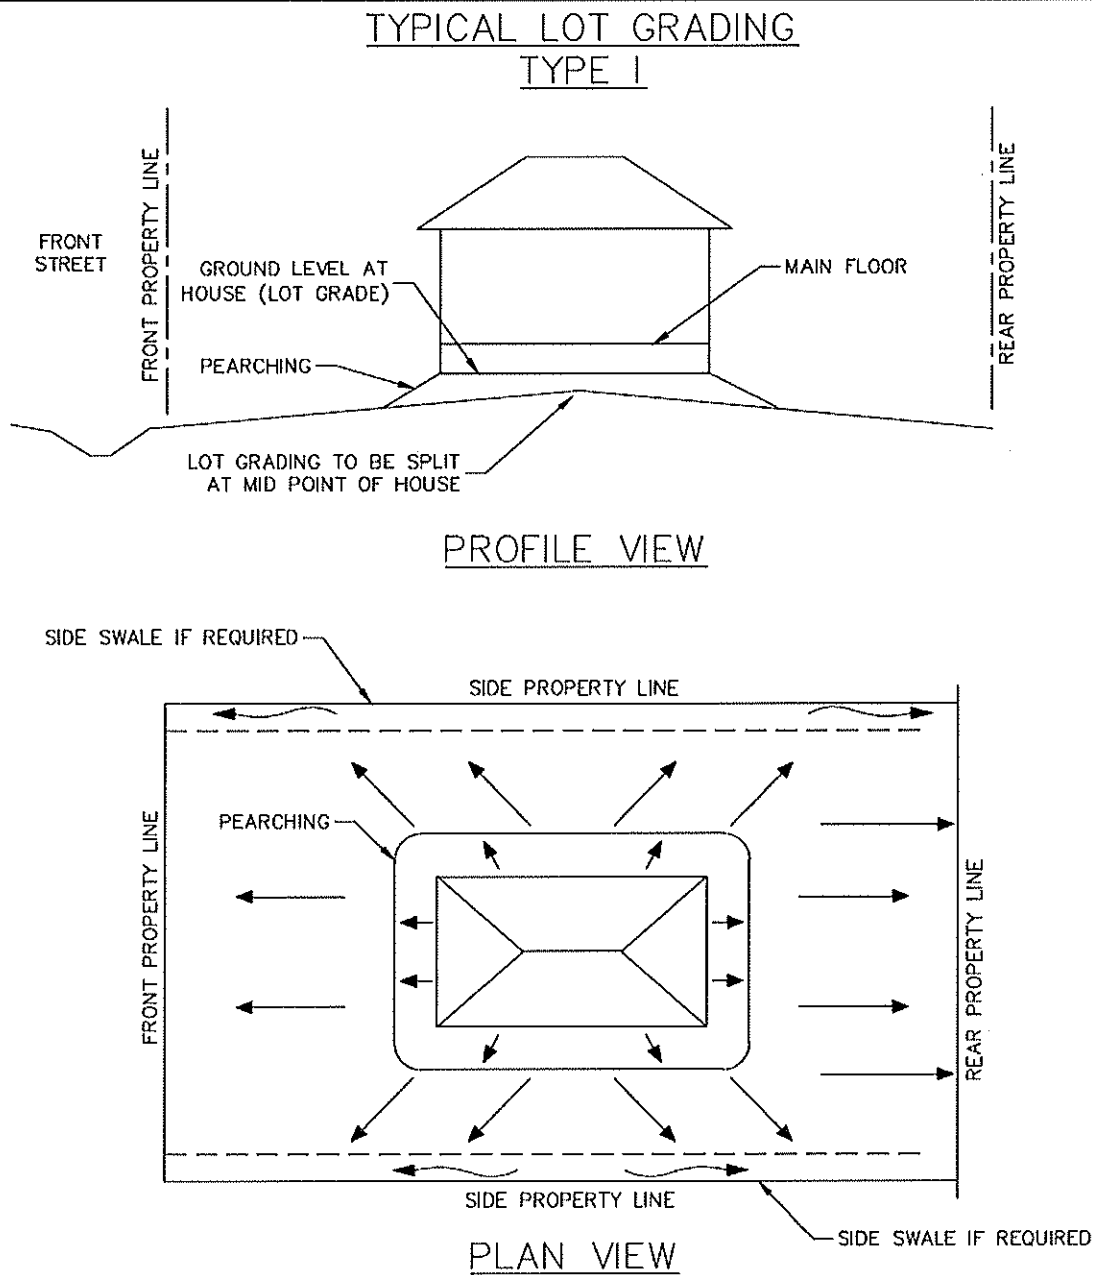 TYPICAL LOT GRADING
TYPE I
FRONT PROPERTY LINE
REAR PROPERTY LINE
FRONT
STREET
GROUND LEVEL AT
HOUSE (LOT GRADE)
MAIN FLOOR
PEARCHING
LOT GRADING TO BE SPLIT
AT MID POINT OF HOUSE
PROFILE VIEW
SIDE SWALE IF REQUIRED
SIDE PROPERTY LINE
PEARCHING
FRONT PROPERTY LINE
REAR PROPERTY LINE
SIDE PROPERTY LINE
SIDE SWALE IF REQUIRED
PLAN VIEW